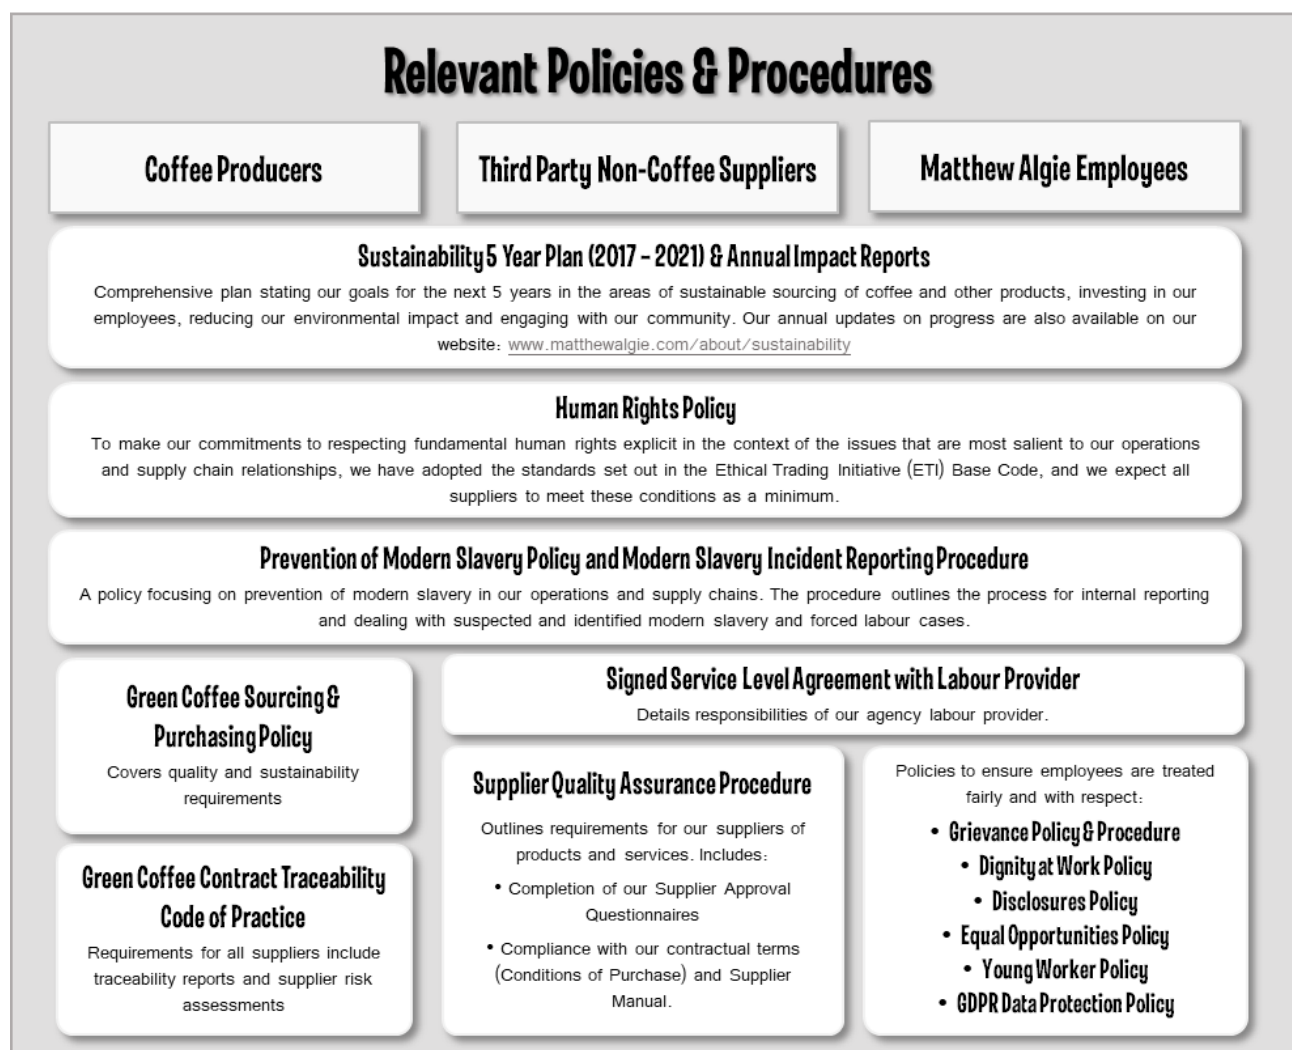 Relevant Policies & Procedures
Coffee Producers
Third Party Non-Coffee Suppliers
Matthew Algie Employees
Sustainability 5 Year Plan (2017 – 2021) & Annual Impact Reports
Comprehensive plan stating our goals for the next 5 years in the areas of sustainable sourcing of coffee and other products, investing in our
employees, reducing our environmental impact and engaging with our community. Our annual updates on progress are also available on our
website: www.matthewalgie.com/about/sustainability
Human Rights Policy
To make our commitments to respecting fundamental human rights explicit in the context of the issues that are most salient to our operations
and supply chain relationships, we have adopted the standards set out in the Ethical Trading Initiative (ETI) Base Code, and we expect all
suppliers to meet these conditions as a minimum.
Prevention of Modern Slavery Policy and Modern Slavery Incident Reporting Procedure
A policy focusing on prevention of modern slavery in our operations and supply chains. The procedure outlines the process for internal reporting
and dealing with suspected and identified modern slavery and forced labour cases.
Green Coffee Sourcing &
Purchasing Policy
Covers quality and sustainability
requirements
Green Coffee Contract Traceability
Code of Practice
Requirements for all suppliers include
traceability reports and supplier risk
assessments
Signed Service Level Agreement with Labour Provider
Details responsibilities of our agency labour provider.
Supplier Quality Assurance Procedure
Outlines requirements for our suppliers of
products and services. Includes:
• Completion of our Supplier Approval
Questionnaires
• Compliance with our contractual terms
(Conditions of Purchase) and Supplier
Manual.
Policies to ensure employees are treated
fairly and with respect:
• Grievance Policy & Procedure
• Dignity at Work Policy
• Disclosures Policy
• Equal Opportunities Policy
• Young Worker Policy
• GDPR Data Protection Policy